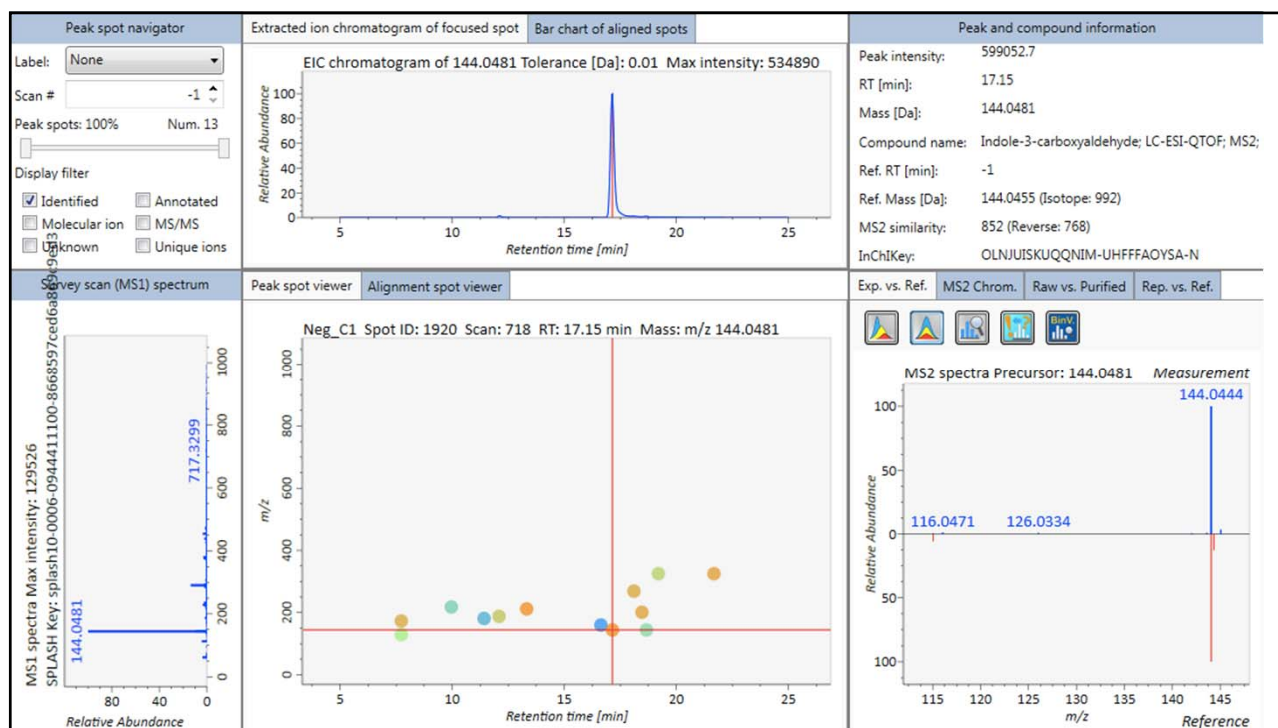 Peak spot navigator
Label: None
Scan # -1
Peak spots: 100% Num. 13
Display filter
Identified Annotated
Molecular ion MS/MS
Unknown Unique ions
Extracted ion chromatogram of focused spot Bar chart of aligned spots
EIC chromatogram of 144.0481 Tolerance [Da]: 0.01 Max intensity: 534890
Relative Abundance
100
80
60
40
20
0
5 10 15 20 25
Retention time [min]
Peak and compound information
Peak intensity: 599052.7
RT [min]: 17.15
Mass [Da]: 144.0481
Compound name: Indole-3-carboxyaldehyde; LC-ESI-QTOF; MS2;
Ref. RT [min]: -1
Ref. Mass [Da]: 144.0455 (Isotope: 992)
MS2 similarity: 852 (Reverse: 768)
InChIKey: OLNJUISKUQQNIM-UHFFFAOYSA-N
Survey scan (MS1) spectrum
MS1 spectra Max intensity: 129526
SPLASH Key:
144.0481
717.3299
1000
800
600
400
200
0
80 40 0
Relative Abundance
Peak spot viewer Alignment spot viewer
Neg_C1 Spot ID: 1920 Scan: 718 RT: 17.15 min Mass: m/z 144.0481
m/z
1000
800
600
400
200
0
5 10 15 20 25
Retention time [min]
Exp. vs. Ref. MS2 Chrom. Raw vs. Purified Rep. vs. Ref.
BinV.
MS2 spectra Precursor: 144.0481 Measurement
144.0444
116.0471 126.0334
Relative Abundance
100
50
0
50
100
115 120 125 130 135 140 145
m/z
Reference